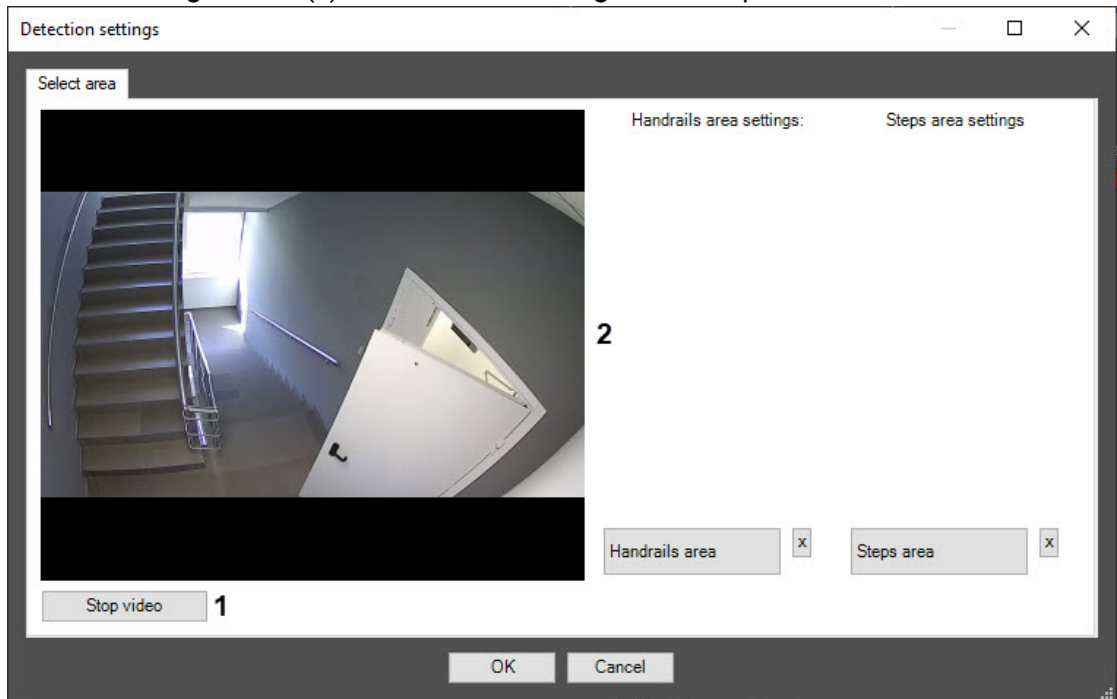 Detection settings
Select area
Handrails area settings: Steps area settings
2
Handrails area x Steps area x
Stop video 1
OK Cancel